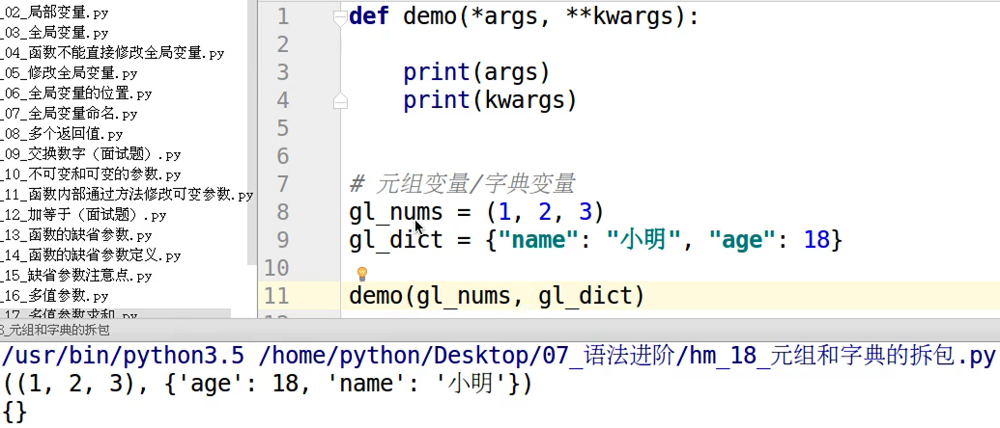 _02_局部变量.py
_03_全局变量.py
_04_函数不能直接修改全局变量.py
_05_修改全局变量.py
_06_全局变量的位置.py
_07_全局变量命名.py
_08_多个返回值.py
_09_交换数字（面试题）.py
_10_不可变和可变的参数.py
_11_函数内部通过方法修改可变参数.py
_12_加等于（面试题）.py
_13_函数的缺省参数.py
_14_函数的缺省参数定义.py
_15_缺省参数注意点.py
_16_多值参数.py
_17_多值参数求和.py
1 def demo(*args, **kwargs):
2
3 print(args)
4 print(kwargs)
5
6
7 # 元组变量/字典变量
8 gl_nums = (1, 2, 3)
9 gl_dict = {"name": "小明", "age": 18}
10
11 demo(gl_nums, gl_dict)
12
8_元组和字典的拆包
/usr/bin/python3.5 /home/python/Desktop/07_语法进阶/hm_18_元组和字典的拆包.py
((1, 2, 3), {'age': 18, 'name': '小明'})
{}